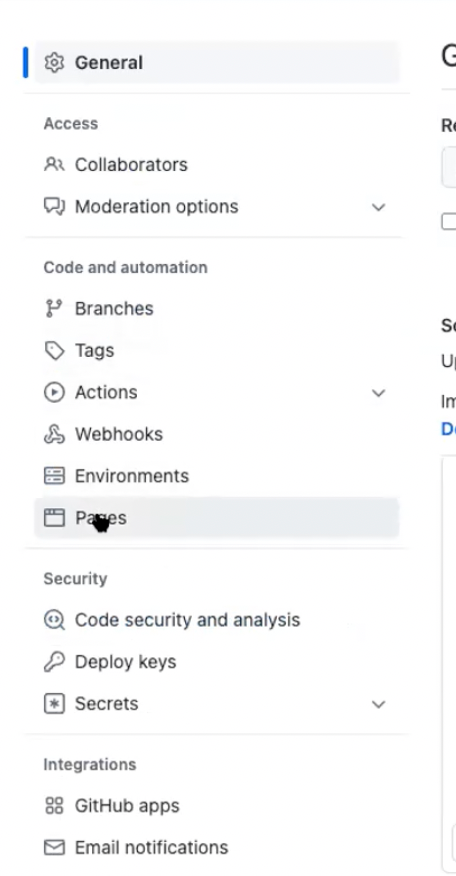 General
Access
Collaborators
Moderation options
Code and automation
Branches
Tags
Actions
Webhooks
Environments
Pages
Security
Code security and analysis
Deploy keys
Secrets
Integrations
GitHub apps
Email notifications